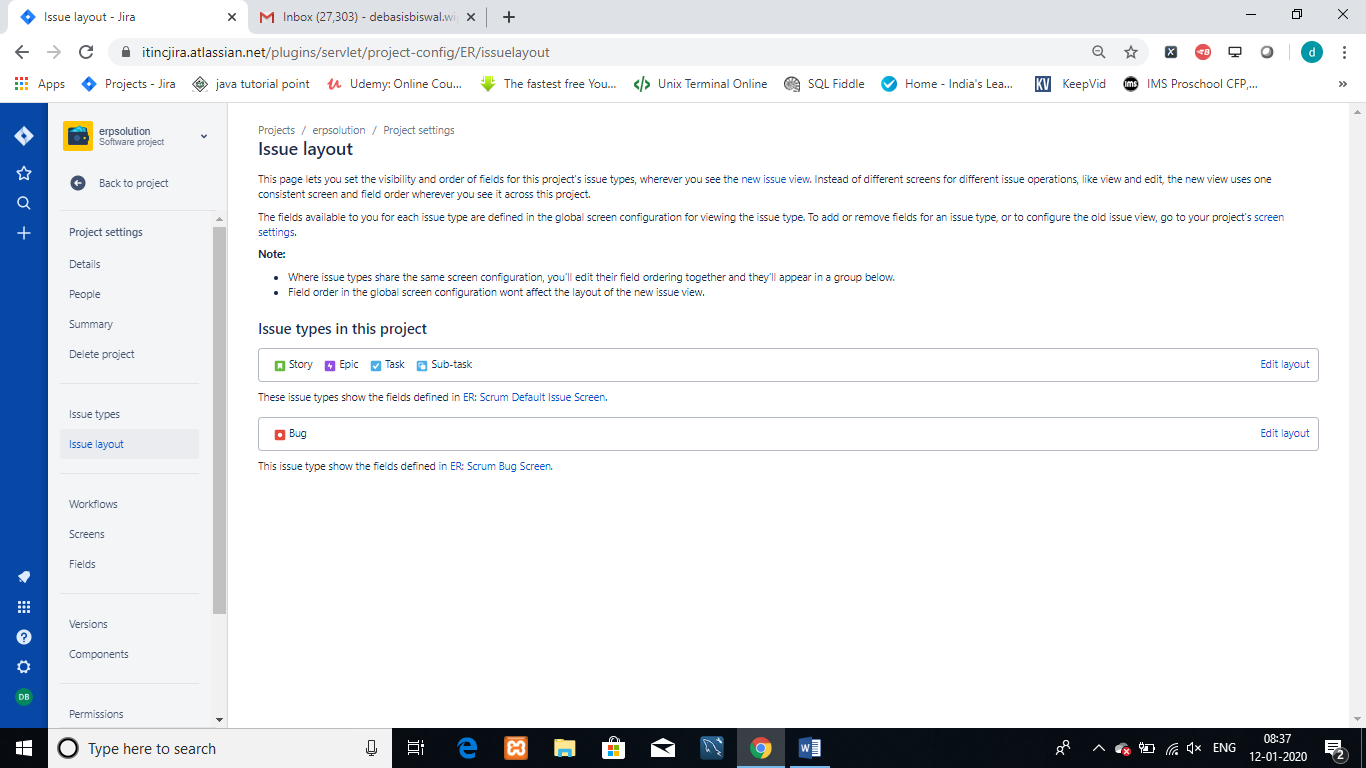 Issue layout - Jira
Inbox (27,303) - debasisbiswal.wi
itincjira.atlassian.net/plugins/servlet/project-config/ER/issuelayout
d
Apps Projects - Jira java tutorial point Udemy: Online Cou... The fastest free You... Unix Terminal Online SQL Fiddle Home - India's Lea... KV KeepVid ims IMS Proschool CFP,... »
erpsolution
Software project
Back to project
Project settings
Details
People
Summary
Delete project
Issue types
Issue layout
Workflows
Screens
Fields
Versions
Components
Permissions
DB
Projects / erpsolution / Project settings
Issue layout
This page lets you set the visibility and order of fields for this project's issue types, wherever you see the new issue view. Instead of different screens for different issue operations, like view and edit, the new view uses one
consistent screen and field order wherever you see it across this project.
The fields available to you for each issue type are defined in the global screen configuration for viewing the issue type. To add or remove fields for an issue type, or to configure the old issue view, go to your project's screen
settings.
Note:
• Where issue types share the same screen configuration, you'll edit their field ordering together and they'll appear in a group below.
• Field order in the global screen configuration wont affect the layout of the new issue view.
Issue types in this project
Story Epic Task Sub-task Edit layout
These issue types show the fields defined in ER: Scrum Default Issue Screen.
Bug Edit layout
This issue type show the fields defined in ER: Scrum Bug Screen.
Type here to search
ENG
08:37
12-01-2020
2